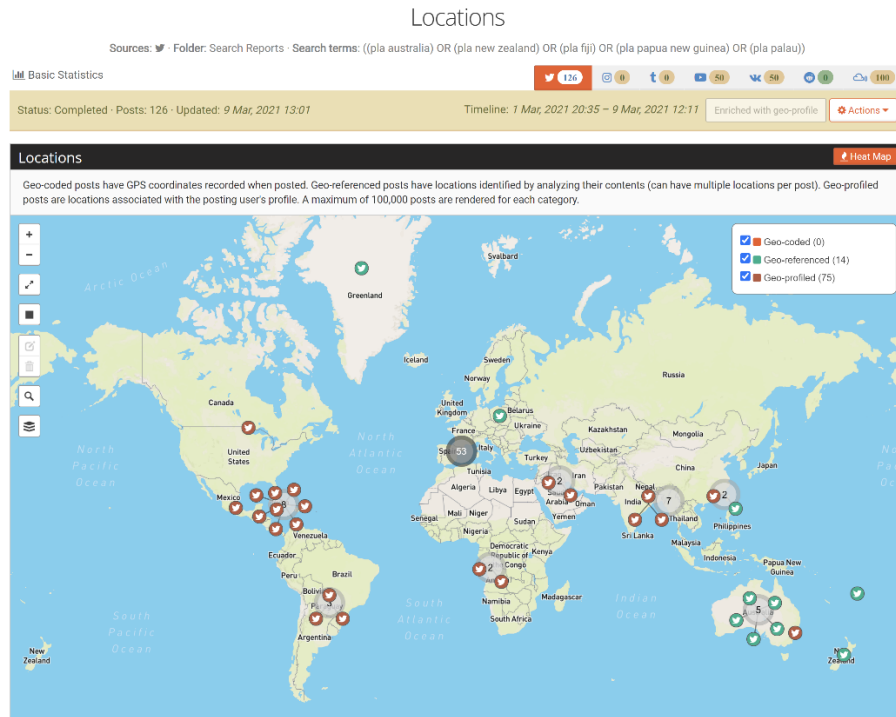 Locations
Sources: · Folder: Search Reports · Search terms: ((pla australia) OR (pla new zealand) OR (pla fiji) OR (pla papua new guinea) OR (pla palau))
Basic Statistics
126 0 0 50 50 0 100
Status: Completed · Posts: 126 · Updated: 9 Mar, 2021 13:01
Timeline: 1 Mar, 2021 20:35 – 9 Mar, 2021 12:11
Enriched with geo-profile
Actions
Locations
Heat Map
Geo-coded posts have GPS coordinates recorded when posted. Geo-referenced posts have locations identified by analyzing their contents (can have multiple locations per post). Geo-profiled
posts are locations associated with the posting user's profile. A maximum of 100,000 posts are rendered for each category.
+
−
Geo-coded (0)
Geo-referenced (14)
Geo-profiled (75)
Svalbard
Arctic Ocean
Greenland
Iceland
Sweden
Norway
Russia
Canada
United
Kingdom
Belarus
Ukraine
France
Kazakhstan
Mongolia
North
Pacific
Ocean
United
States
North
Atlantic
Ocean
53
Italy
Turkey
Uzbekistan
China
Japan
North
Pacific
Ocean
Tunisia
Algeria
Libya
Egypt
2
Iran
Pakistan
Nepal
India
7
2
Mexico
8
Arabia
Oman
Yemen
Thailand
Philippines
Senegal
Mali
Niger
Sudan
Nigeria
Sri Lanka
Malaysia
Venezuela
Ecuador
Democratic
Republic of
Congo
Kenya
2
Indonesia
Papua New
Guinea
Peru
Brazil
Bolivia
Namibia
Madagascar
South Africa
Argentina
South
Pacific
Ocean
South
Atlantic
Ocean
Indian
Ocean
5
New
Zealand
New
Zealand